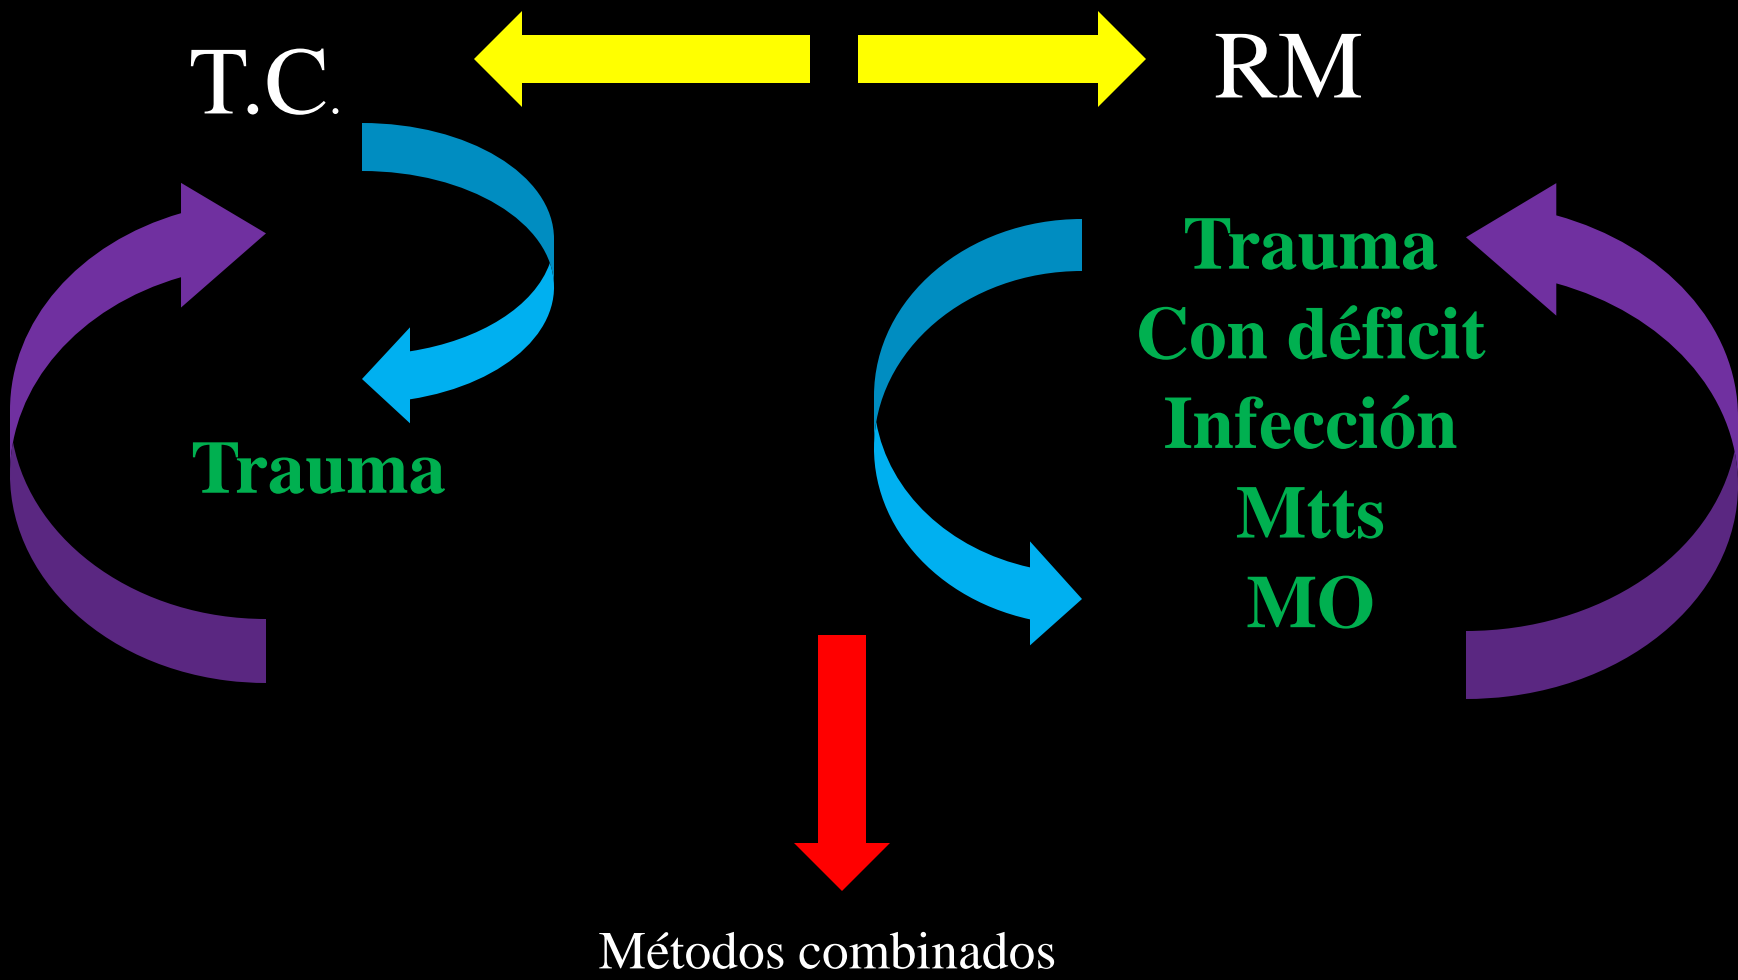 T.C.
RM
Trauma
Trauma
Con déficit
Infección
Mtts
MO
Métodos combinados